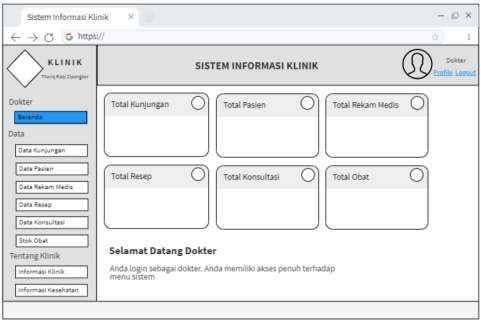 Sistem Informasi Klinik
https://
KLINIK
SISTEM INFORMASI KLINIK
Dokter
Profile Logout
Dokter
Beranda
Data
Data Kunjungan
Data Pasien
Data Rekam Medis
Data Resep
Data Konsultasi
Stok Obat
Tentang Klinik
Informasi Klinik
Informasi Kesehatan
Total Kunjungan
Total Pasien
Total Rekam Medis
Total Resep
Total Konsultasi
Total Obat
Selamat Datang Dokter
Anda login sebagai dokter. Anda memiliki akses penuh terhadap
menu sistem